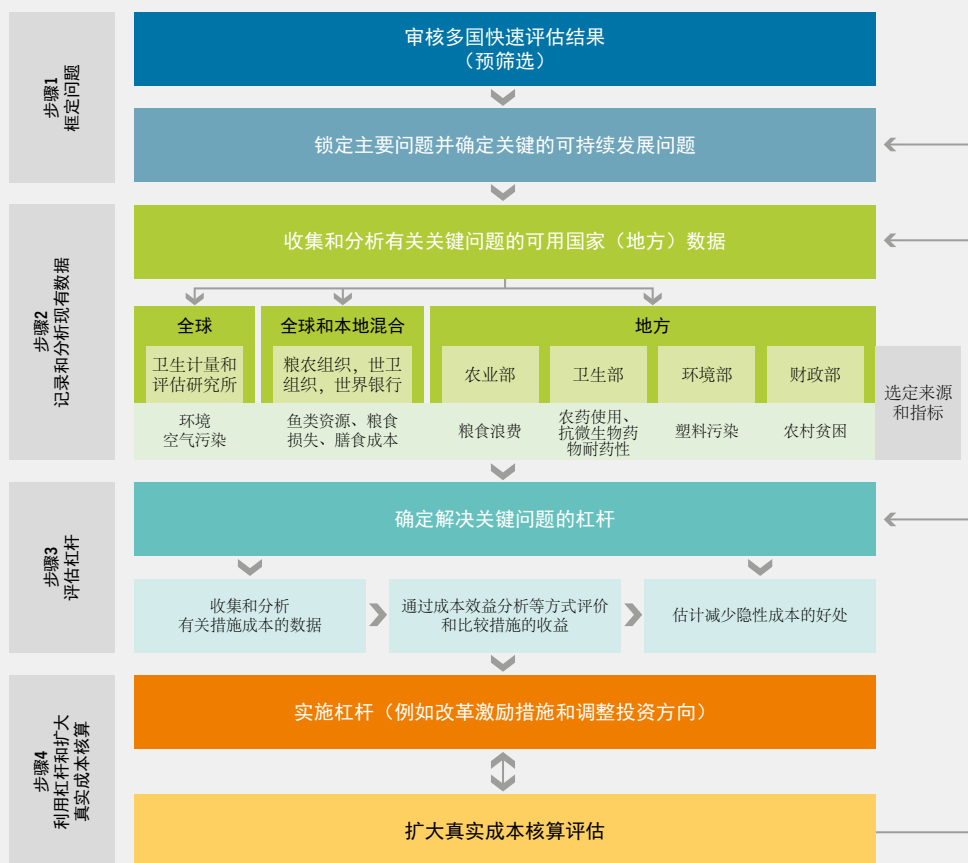 步骤1
框定问题
审核多国快速评估结果
（预筛选）
锁定主要问题并确定关键的可持续发展问题
步骤2
记录和分析现有数据
收集和分析有关关键问题的可用国家（地方）数据
全球
卫生计量和
评估研究所
环境
空气污染
全球和本地混合
粮农组织，世卫
组织，世界银行
鱼类资源、粮食
损失、膳食成本
地方
农业部
粮食浪费
卫生部
农药使用、
抗微生物药
物耐药性
环境部
塑料污染
财政部
农村贫困
选定来源
和指标
步骤3
评估杠杆
确定解决关键问题的杠杆
收集和分析
有关措施成本的数据
通过成本效益分析等方式评价
和比较措施的收益
估计减少隐性成本的好处
步骤4
利用杠杆和扩大
真实成本核算
实施杠杆（例如改革激励措施和调整投资方向）
扩大真实成本核算评估